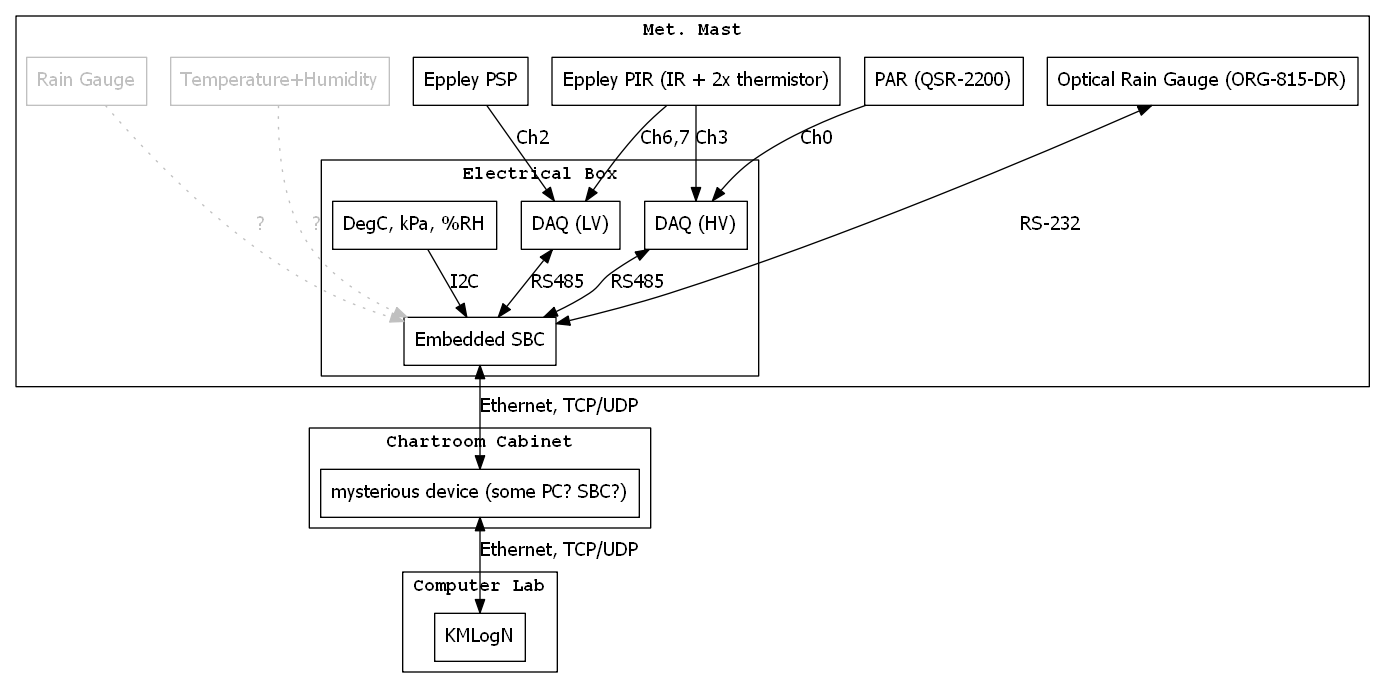 Met. Mast
Rain Gauge
Temperature+Humidity
Eppley PSP
Eppley PIR (IR + 2x thermistor)
PAR (QSR-2200)
Optical Rain Gauge (ORG-815-DR)
Ch2
Ch6,7
Ch3
Ch0
Electrical Box
?
?
DegC, kPa, %RH
DAQ (LV)
DAQ (HV)
RS-232
I2C
RS485
RS485
Embedded SBC
Ethernet, TCP/UDP
Chartroom Cabinet
mysterious device (some PC? SBC?)
Ethernet, TCP/UDP
Computer Lab
KMLogN